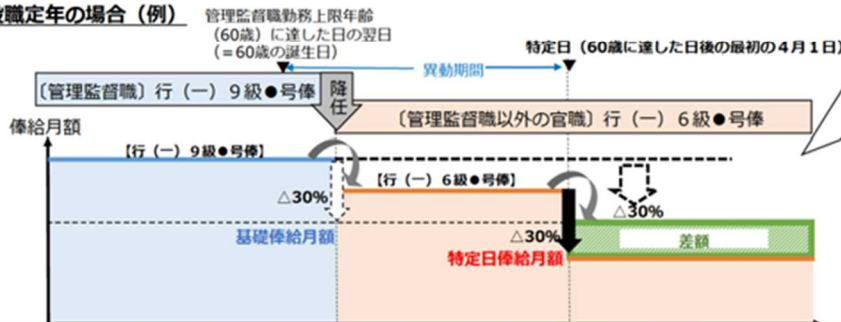 職定年の場合(例)
管理監督職勤務上限年齢
(60歳)に達した日の翌日
(=60歳の誕生日)
特定日(60歳に達した日後の最初の4月1日)
異動期間
〔管理監督職〕行(一)9級●号俸
降任
〔管理監督職以外の官職〕行(一)6級●号俸
俸給月額
【行(一)9級●号俸】
【行(一)6級●号俸】
△30%
△30%
基礎俸給月額
△30%
差額
特定日俸給月額